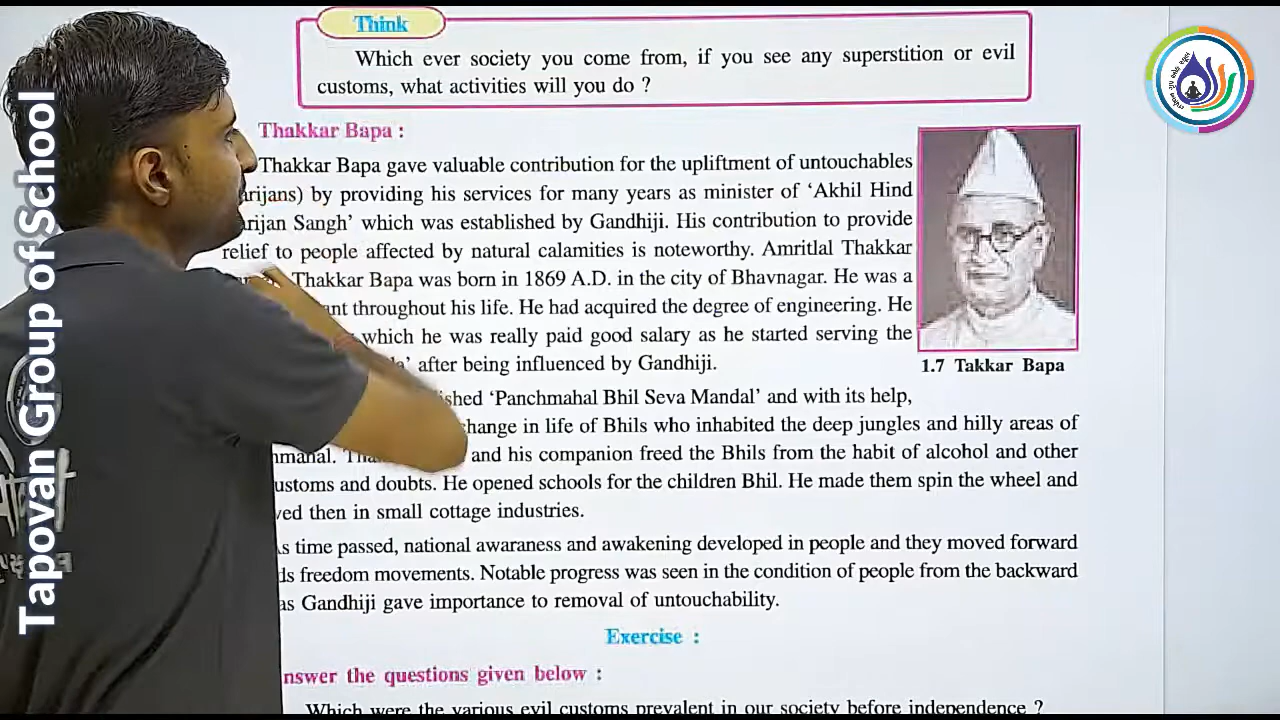 Think
Which ever society you come from, if you see any superstition or evil
customs, what activities will you do ?
Thakkar Bapa :
Thakkar Bapa gave valuable contribution for the upliftment of untouchables
arijans) by providing his services for many years as minister of ‘Akhil Hind
arijan Sangh’ which was established by Gandhiji. His contribution to provide
relief to people affected by natural calamities is noteworthy. Amritlal Thakkar
Thakkar Bapa was born in 1869 A.D. in the city of Bhavnagar. He was a
nt throughout his life. He had acquired the degree of engineering. He
which he was really paid good salary as he started serving the
’ after being influenced by Gandhiji.
1.7 Takkar Bapa
shed ‘Panchmahal Bhil Seva Mandal’ and with its help,
hange in life of Bhils who inhabited the deep jungles and hilly areas of
and his companion freed the Bhils from the habit of alcohol and other
ustoms and doubts. He opened schools for the children Bhil. He made them spin the wheel and
ved then in small cottage industries.
s time passed, national awaraness and awakening developed in people and they moved forward
ds freedom movements. Notable progress was seen in the condition of people from the backward
as Gandhiji gave importance to removal of untouchability.
Exercise :
nswer the questions given below :
Which were the various evil customs prevalent in our society before independence ?
Tapovan Group of School